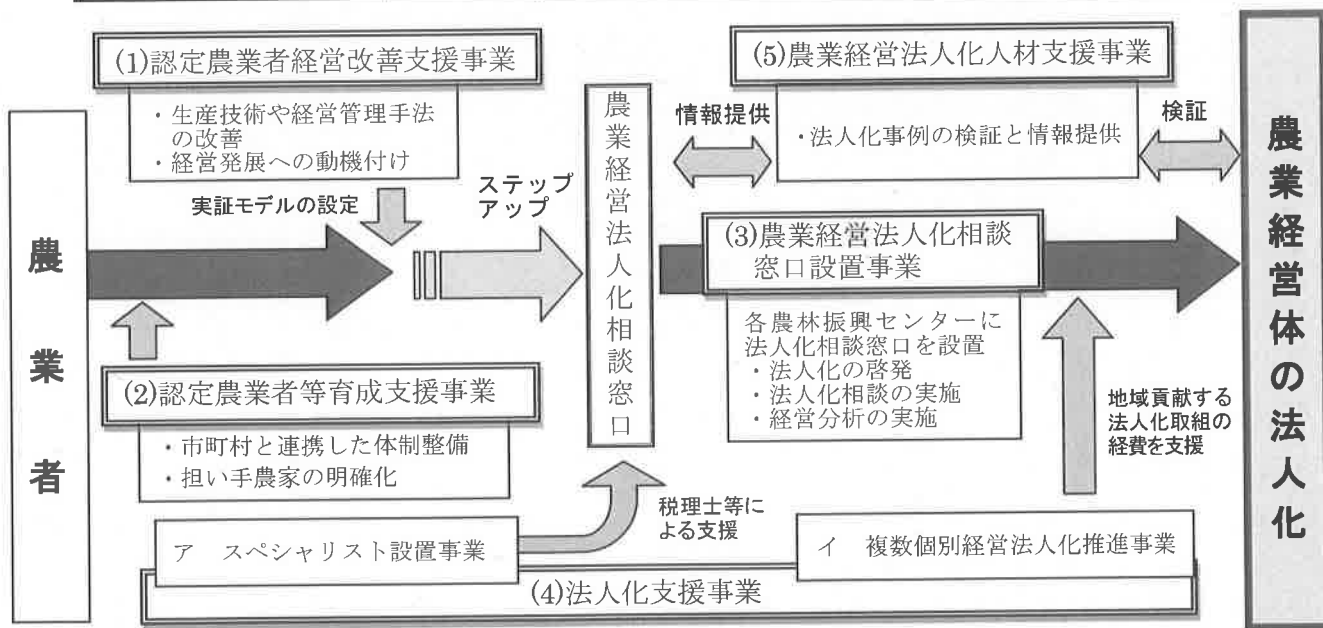 農業者
(1)認定農業者経営改善支援事業
・生産技術や経営管理手法
の改善
・経営発展への動機付け
実証モデルの設定
ステップ
アップ
(2)認定農業者等育成支援事業
・市町村と連携した体制整備
・担い手農家の明確化
農業経営法人化相談窓口
(5)農業経営法人化人材支援事業
・法人化事例の検証と情報提供
情報提供
検証
(3)農業経営法人化相談
窓口設置事業
各農林振興センターに
法人化相談窓口を設置
・法人化の啓発
・法人化相談の実施
・経営分析の実施
地域貢献する
法人化取組の
経費を支援
税理士等
による支援
ア　スペシャリスト設置事業
イ　複数個別経営法人化推進事業
(4)法人化支援事業
農業経営体の法人化